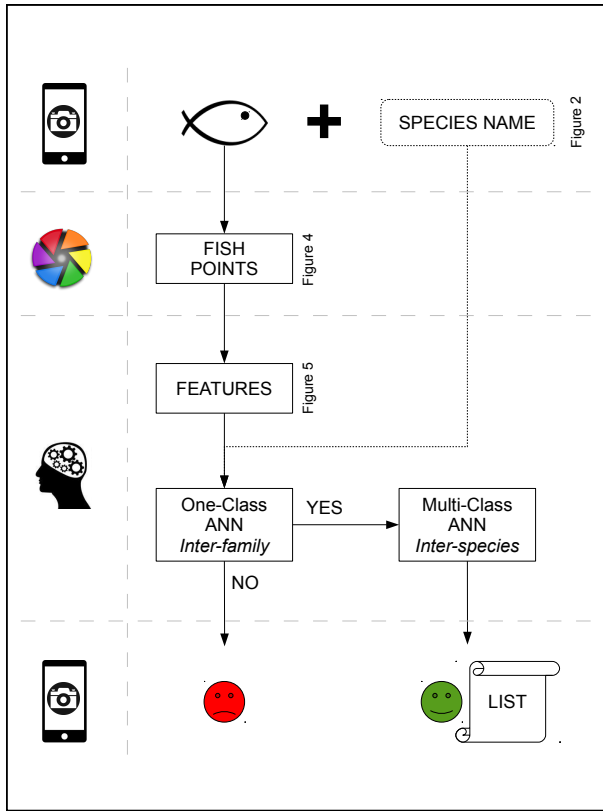 SPECIES NAME
Figure 2
FISH
POINTS
Figure 4
FEATURES
Figure 5
One-Class
ANN
Inter-family
YES
Multi-Class
ANN
Inter-species
NO
LIST